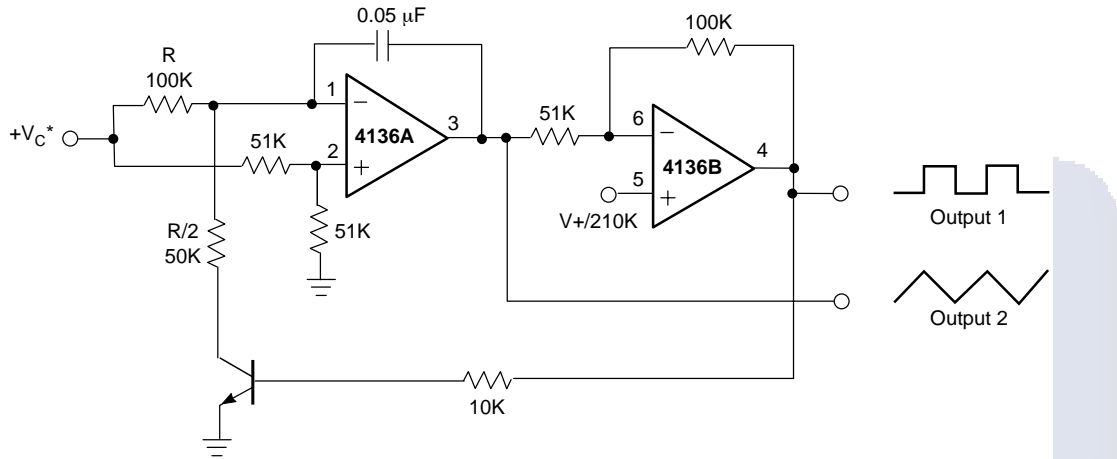 0.05 μF
R
100K
+V_C*
51K
1
2
3
4136A
51K
R/2
50K
51K
100K
6
5
4
4136B
V+/210K
10K
Output 1
Output 2